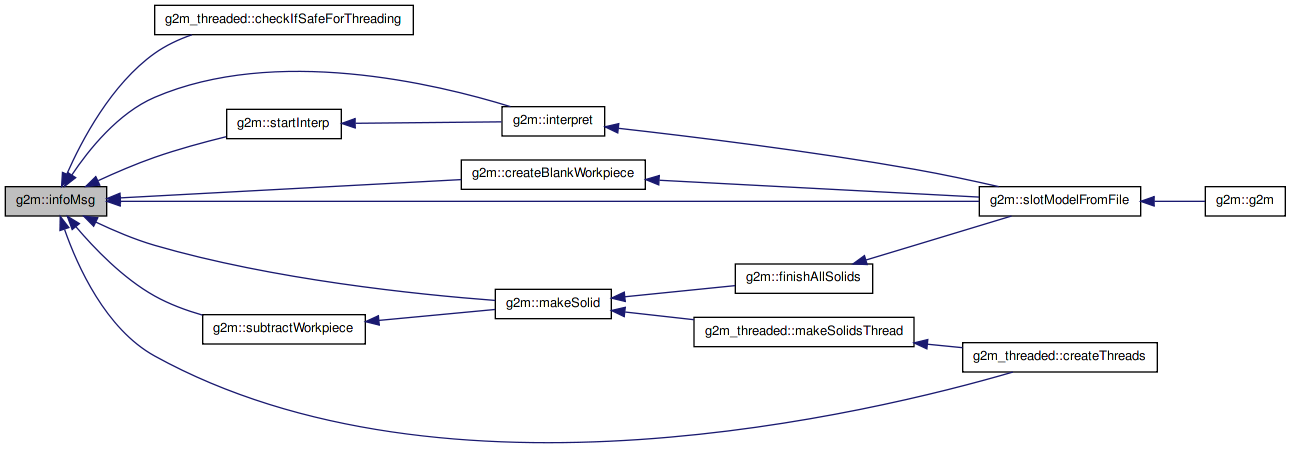 g2m_threaded::checkIfSafeForThreading
g2m::interpret
g2m::startInterp
g2m::createBlankWorkpiece
g2m::infoMsg
g2m::slotModelFromFile
g2m::g2m
g2m::finishAllSolids
g2m::makeSolid
g2m::subtractWorkpiece
g2m_threaded::makeSolidsThread
g2m_threaded::createThreads